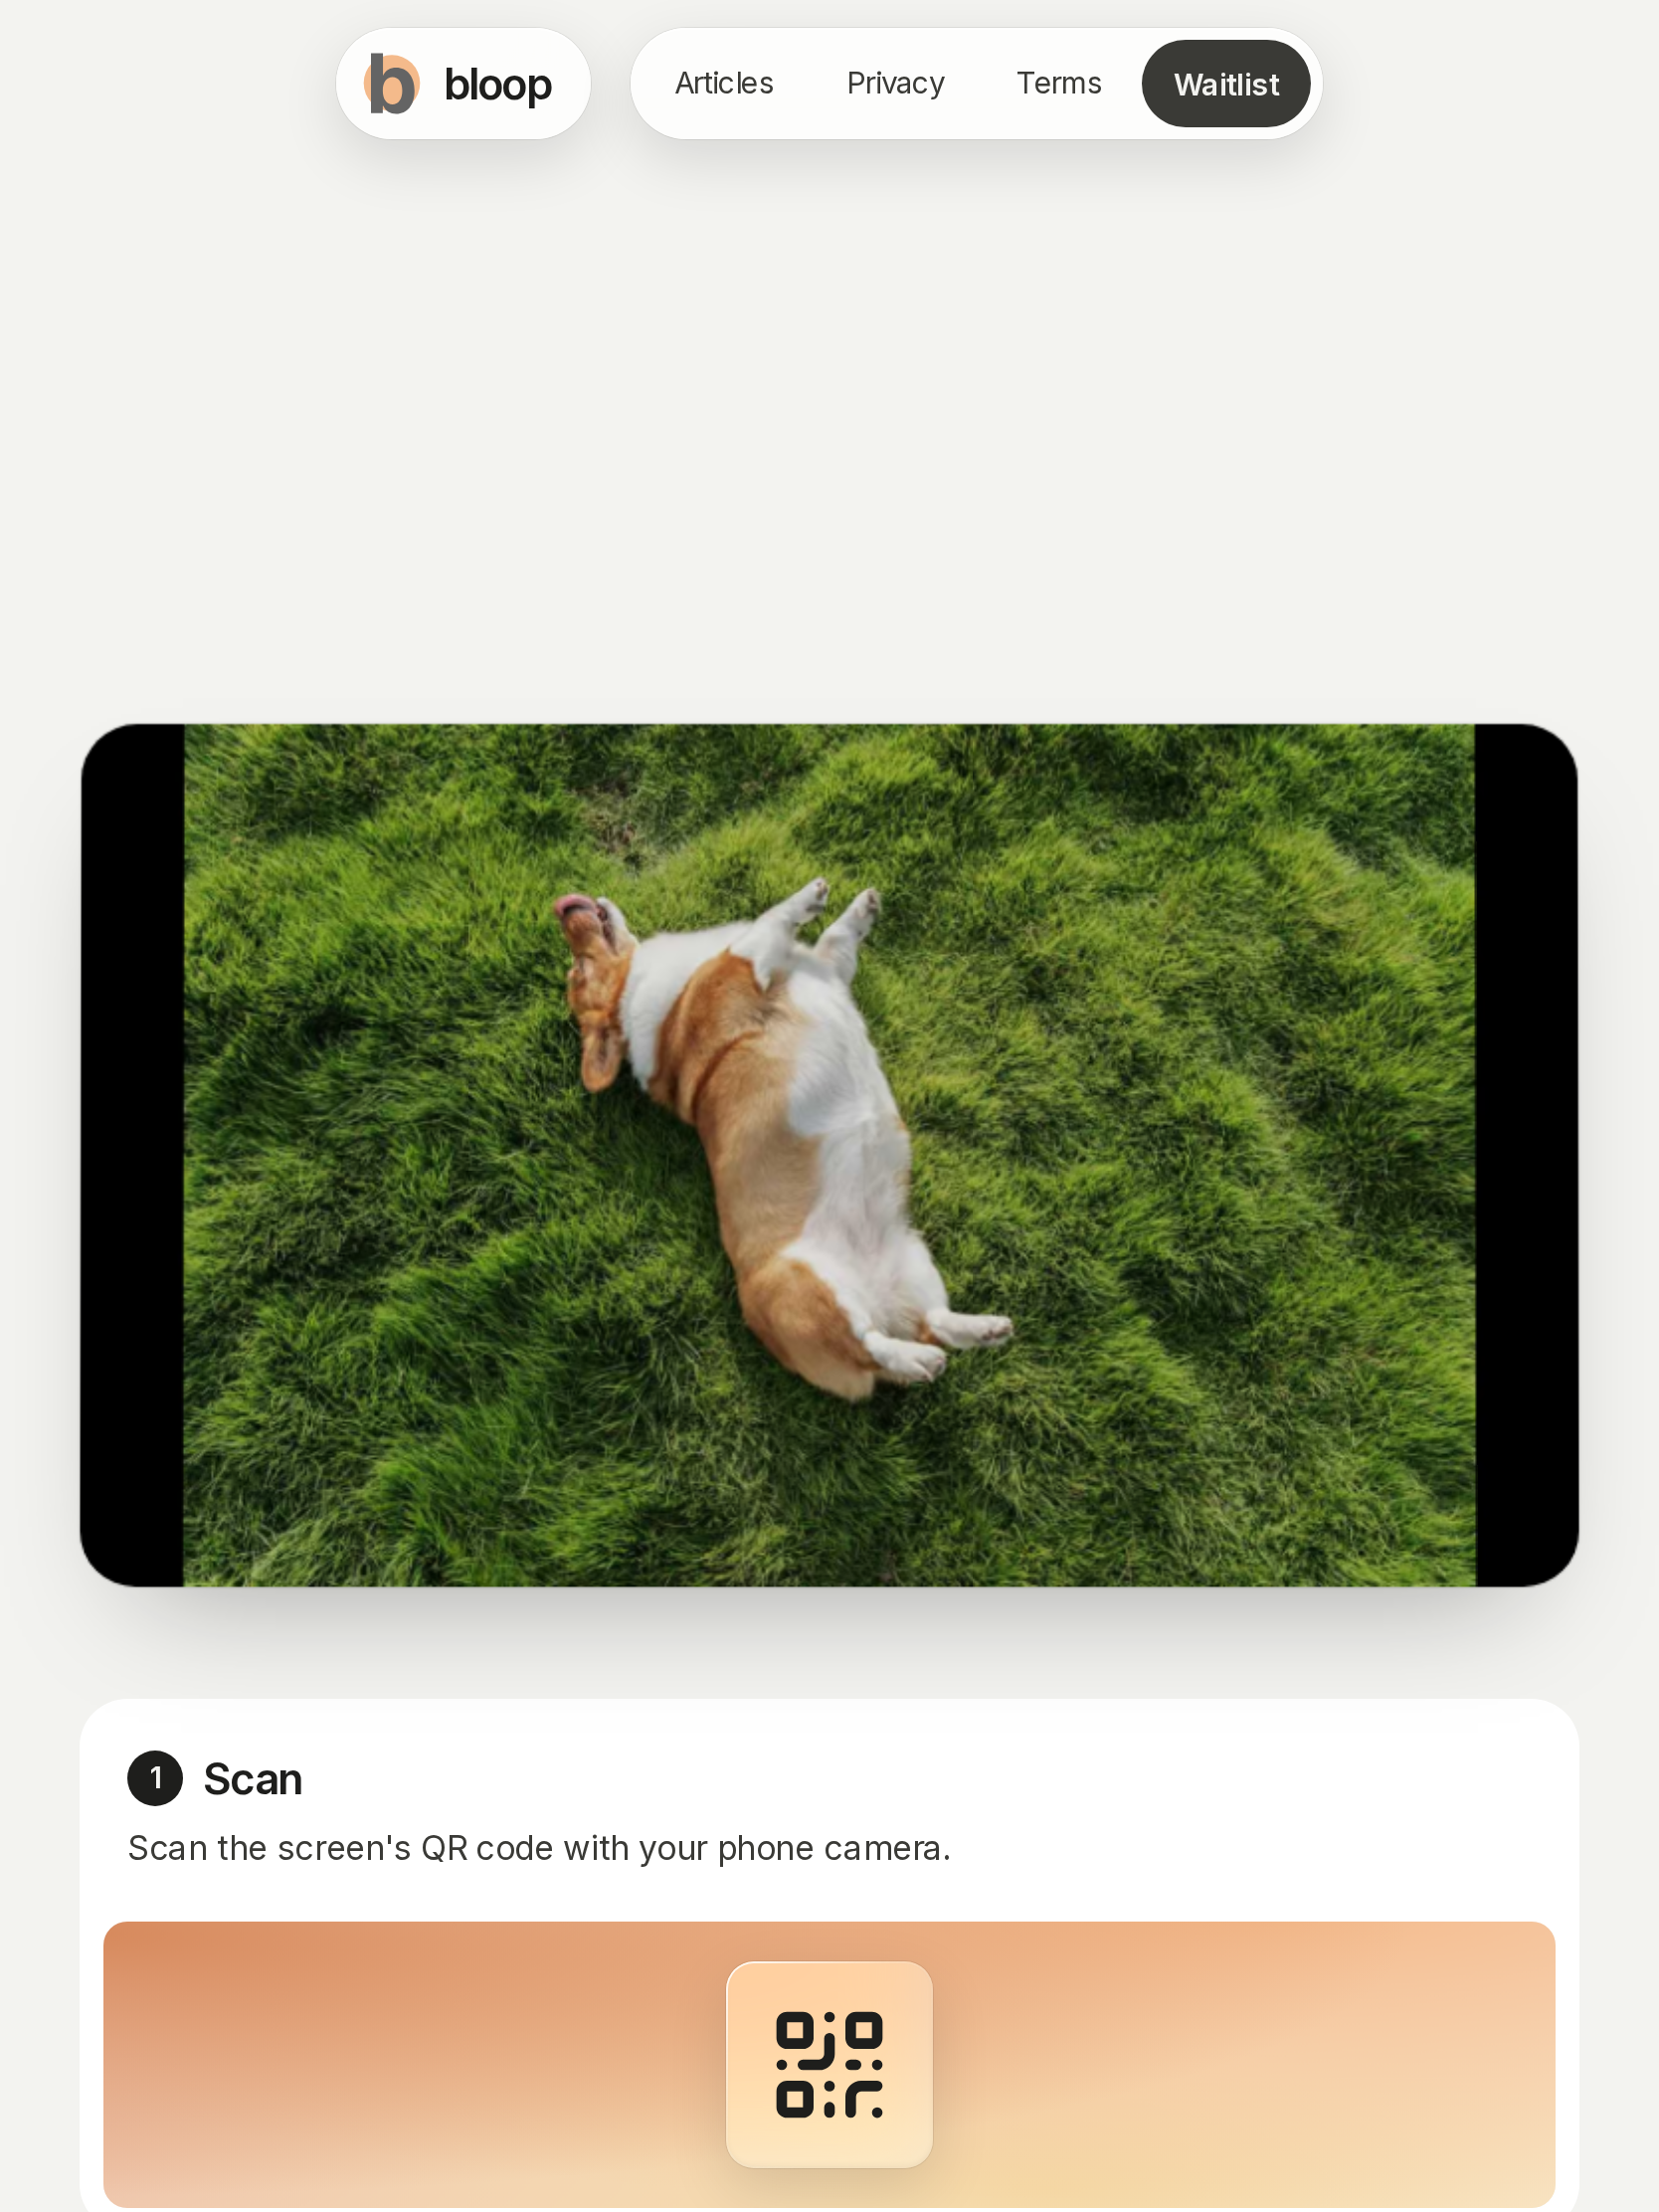 b bloop
Articles Privacy Terms Waitlist
1 Scan
Scan the screen's QR code with your phone camera.